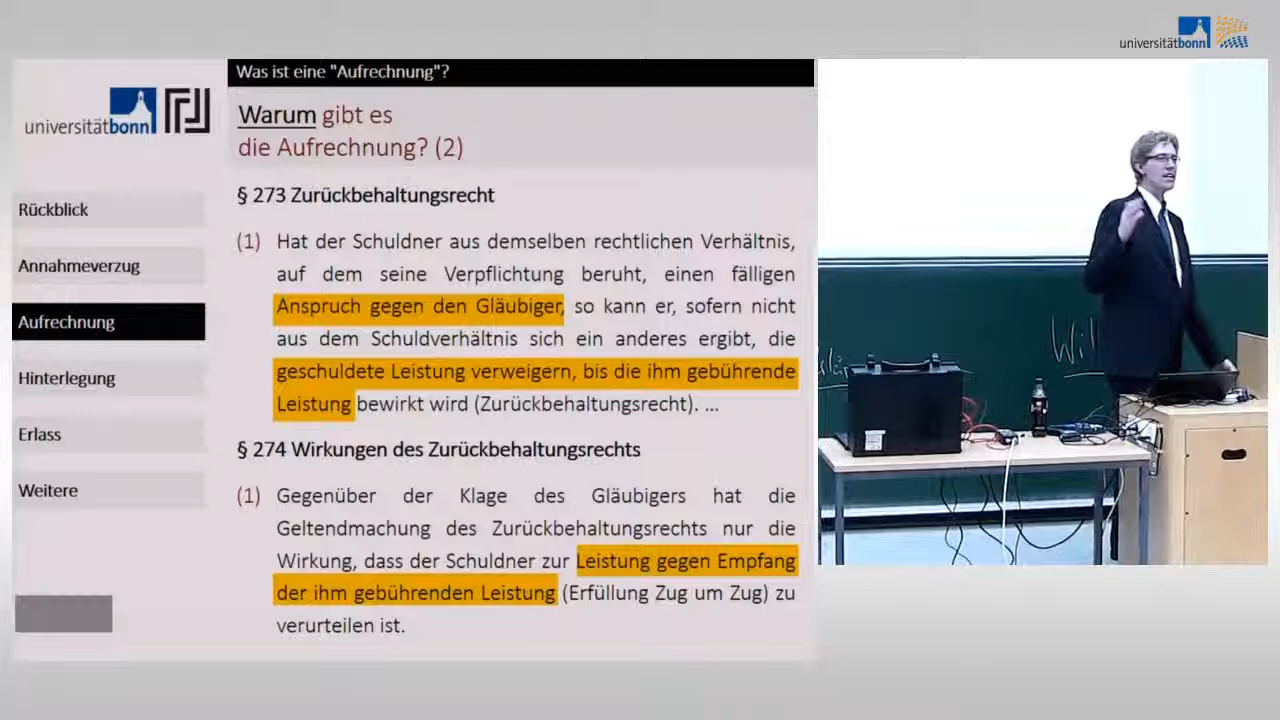 universitätbonn
Was ist eine "Aufrechnung"?
universitätbonn
Warum gibt es
die Aufrechnung? (2)
Rückblick
Annahmeverzug
Aufrechnung
Hinterlegung
Erlass
Weitere
§ 273 Zurückbehaltungsrecht
(1) Hat der Schuldner aus demselben rechtlichen Verhältnis,
auf dem seine Verpflichtung beruht, einen fälligen
Anspruch gegen den Gläubiger, so kann er, sofern nicht
aus dem Schuldverhältnis sich ein anderes ergibt, die
geschuldete Leistung verweigern, bis die ihm gebührende
Leistung bewirkt wird (Zurückbehaltungsrecht). ...
§ 274 Wirkungen des Zurückbehaltungsrechts
(1) Gegenüber der Klage des Gläubigers hat die
Geltendmachung des Zurückbehaltungsrechts nur die
Wirkung, dass der Schuldner zur Leistung gegen Empfang
der ihm gebührenden Leistung (Erfüllung Zug um Zug) zu
verurteilen ist.